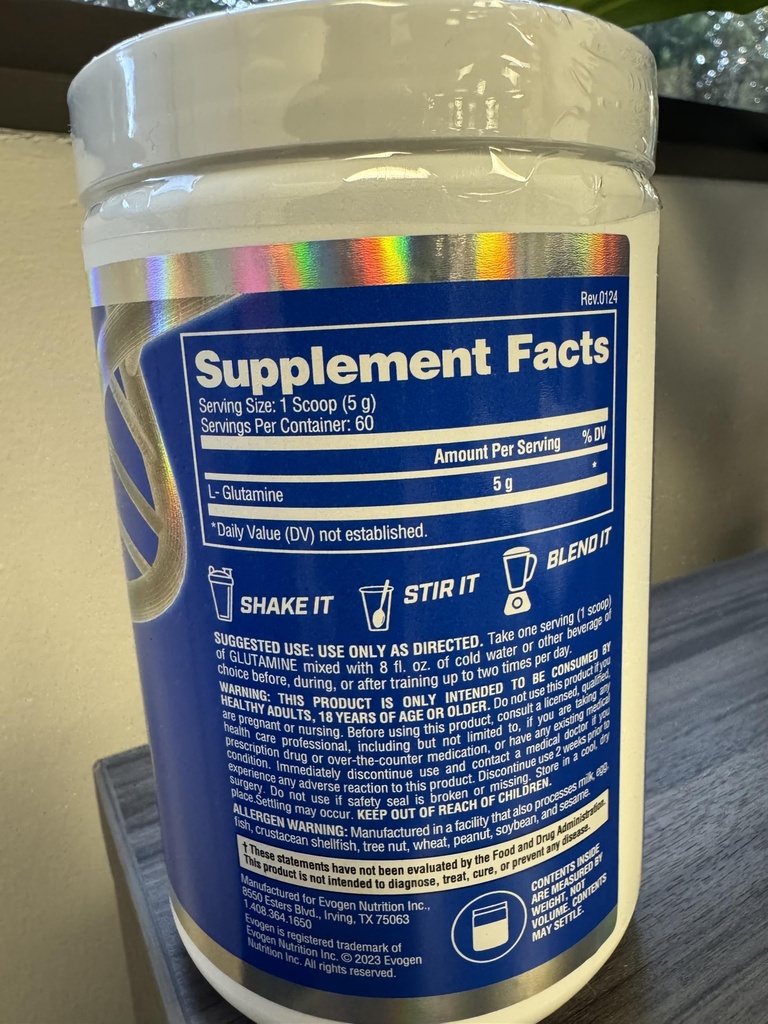 Rev.0124
Supplement Facts
Serving Size: 1 Scoop (5 g)
Servings Per Container: 60
Amount Per Serving % DV
L- Glutamine 5 g *
*Daily Value (DV) not established.
SHAKE IT STIR IT BLEND IT
SUGGESTED USE: USE ONLY AS DIRECTED. Take one serving (1 scoop)
of GLUTAMINE mixed with 8 fl. oz. of cold water or other beverage of
choice before, during, or after training up to two times per day.
WARNING: THIS PRODUCT IS ONLY INTENDED TO BE CONSUMED BY
HEALTHY ADULTS, 18 YEARS OF AGE OR OLDER. Do not use this product if you
are pregnant or nursing. Before using this product, consult a licensed, qualified,
health care professional, including but not limited to, if you are taking any
prescription drug or over-the-counter medication, or have any existing medical
condition. Immediately discontinue use and contact a medical doctor if you
experience any adverse reaction to this product. Discontinue use 2 weeks prior to
surgery. Do not use if safety seal is broken or missing. Store in a cool, dry
place.Settling may occur. KEEP OUT OF REACH OF CHILDREN.
ALLERGEN WARNING: Manufactured in a facility that also processes milk, egg,
fish, crustacean shellfish, tree nut, wheat, peanut, soybean, and sesame.
†These statements have not been evaluated by the Food and Drug Administration.
This product is not intended to diagnose, treat, cure, or prevent any disease.
Manufactured for Evogen Nutrition Inc.,
8550 Esters Blvd., Irving, TX 75063
1.408.364.1650
Evogen is registered trademark of
Evogen Nutrition Inc. © 2023 Evogen
Nutrition Inc. All rights reserved.
CONTENTS INSIDE
ARE MEASURED BY
WEIGHT, NOT
VOLUME. CONTENTS
MAY SETTLE.